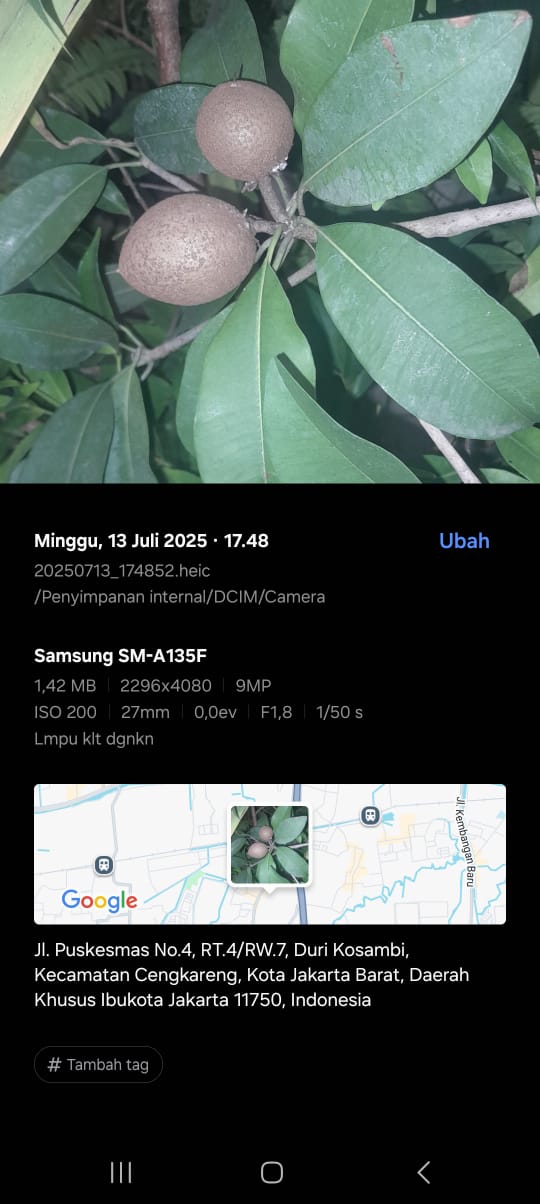 Minggu, 13 Juli 2025 · 17.48
Ubah
20250713_174852.heic
/Penyimpanan internal/DCIM/Camera
Samsung SM-A135F
1,42 MB | 2296x4080 | 9MP
ISO 200 | 27mm | 0,0ev | F1,8 | 1/50 s
Lmpu klt dgnkn
Jl. Kembangan Baru
Google
Jl. Puskesmas No.4, RT.4/RW.7, Duri Kosambi,
Kecamatan Cengkareng, Kota Jakarta Barat, Daerah
Khusus Ibukota Jakarta 11750, Indonesia
# Tambah tag